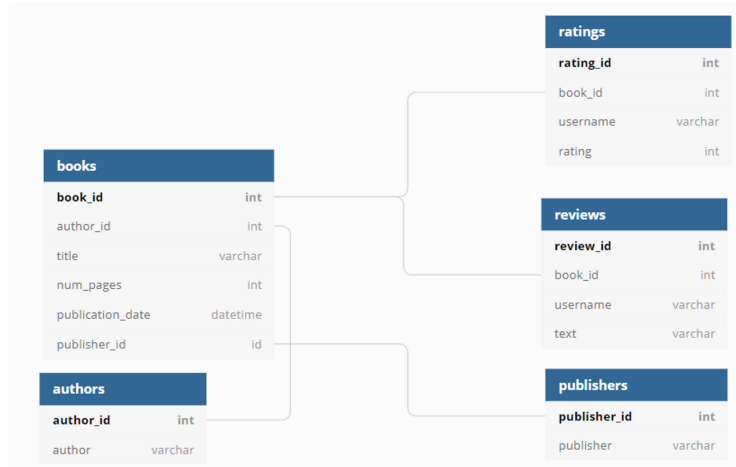 ratings
rating_id int
book_id int
username varchar
rating int
books
book_id int
author_id int
title varchar
num_pages int
publication_date datetime
publisher_id id
reviews
review_id int
book_id int
username varchar
text varchar
authors
author_id int
author varchar
publishers
publisher_id int
publisher varchar